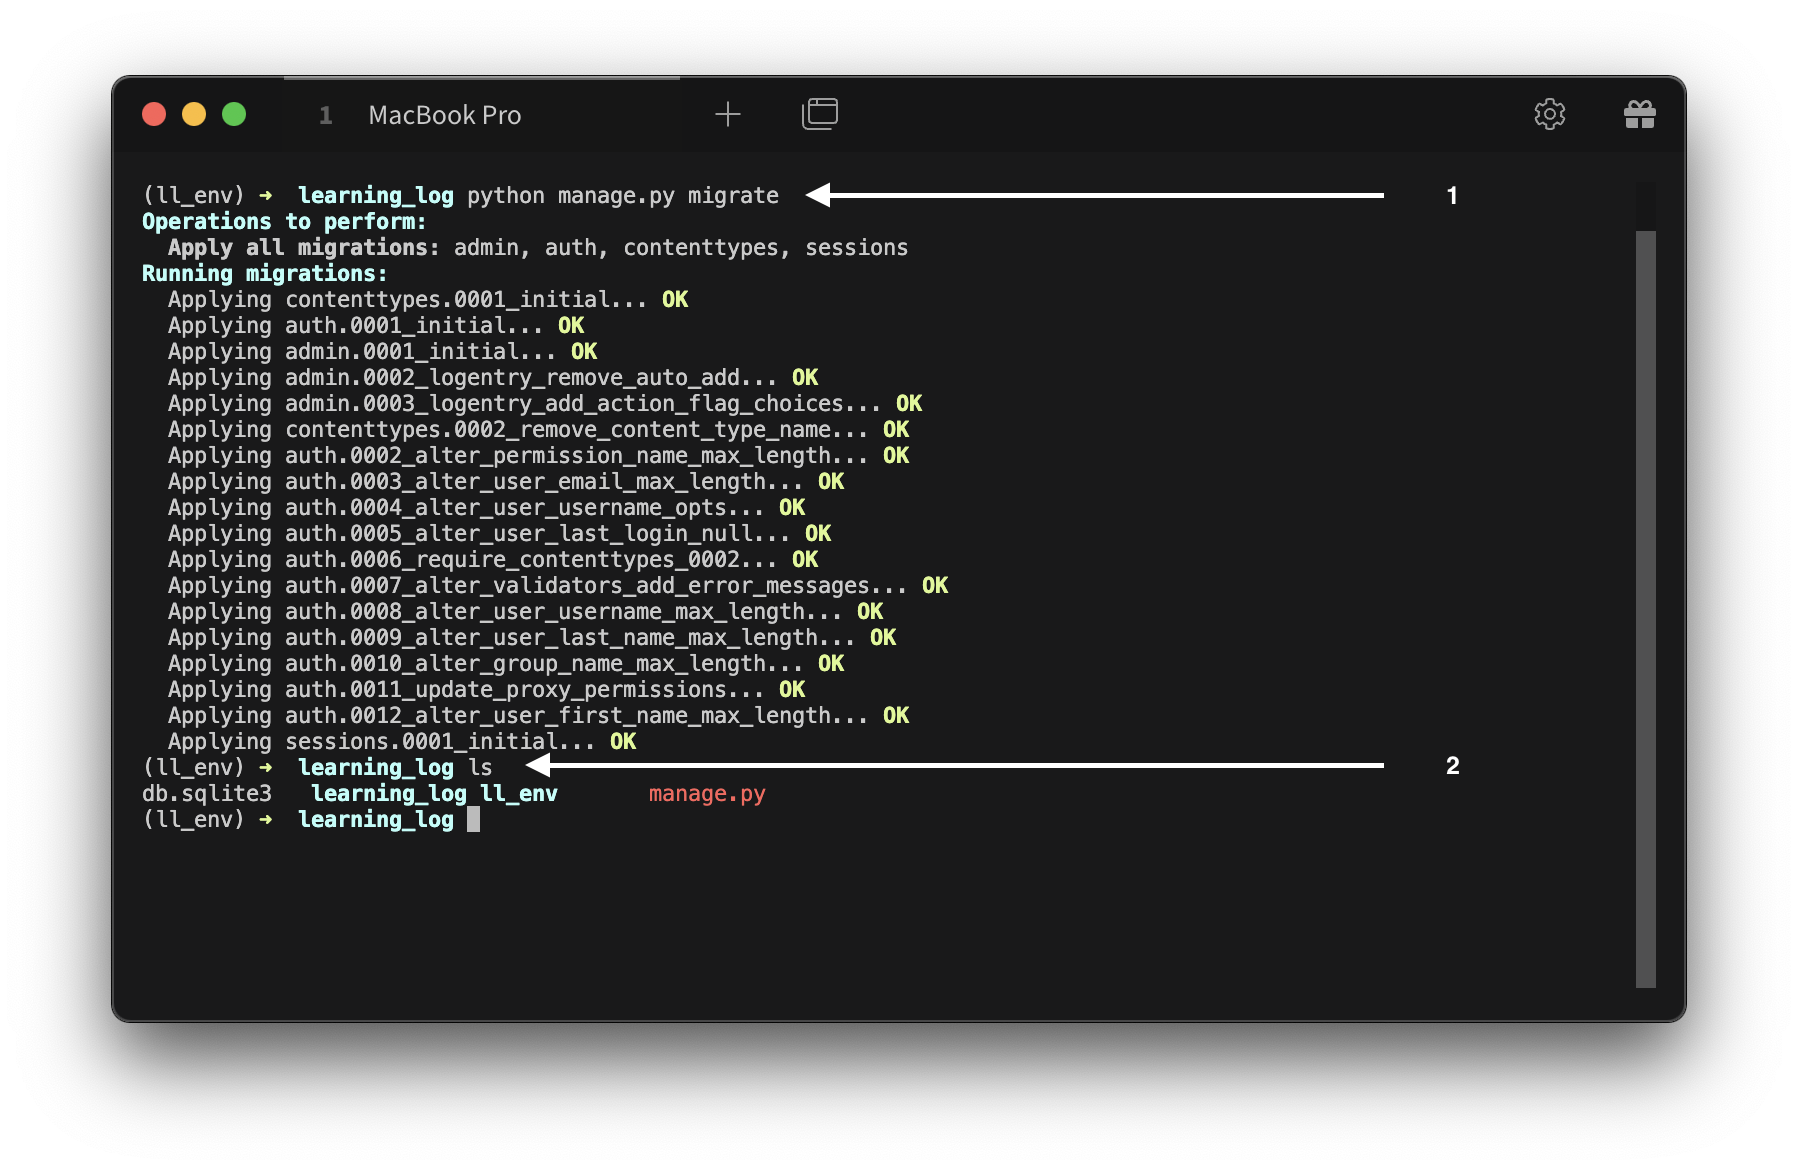 1 MacBook Pro
(ll_env) ➜  learning_log python manage.py migrate 1
Operations to perform:
  Apply all migrations: admin, auth, contenttypes, sessions
Running migrations:
  Applying contenttypes.0001_initial... OK
  Applying auth.0001_initial... OK
  Applying admin.0001_initial... OK
  Applying admin.0002_logentry_remove_auto_add... OK
  Applying admin.0003_logentry_add_action_flag_choices... OK
  Applying contenttypes.0002_remove_content_type_name... OK
  Applying auth.0002_alter_permission_name_max_length... OK
  Applying auth.0003_alter_user_email_max_length... OK
  Applying auth.0004_alter_user_username_opts... OK
  Applying auth.0005_alter_user_last_login_null... OK
  Applying auth.0006_require_contenttypes_0002... OK
  Applying auth.0007_alter_validators_add_error_messages... OK
  Applying auth.0008_alter_user_username_max_length... OK
  Applying auth.0009_alter_user_last_name_max_length... OK
  Applying auth.0010_alter_group_name_max_length... OK
  Applying auth.0011_update_proxy_permissions... OK
  Applying auth.0012_alter_user_first_name_max_length... OK
  Applying sessions.0001_initial... OK
(ll_env) ➜  learning_log ls 2
db.sqlite3   learning_log ll_env       manage.py
(ll_env) ➜  learning_log